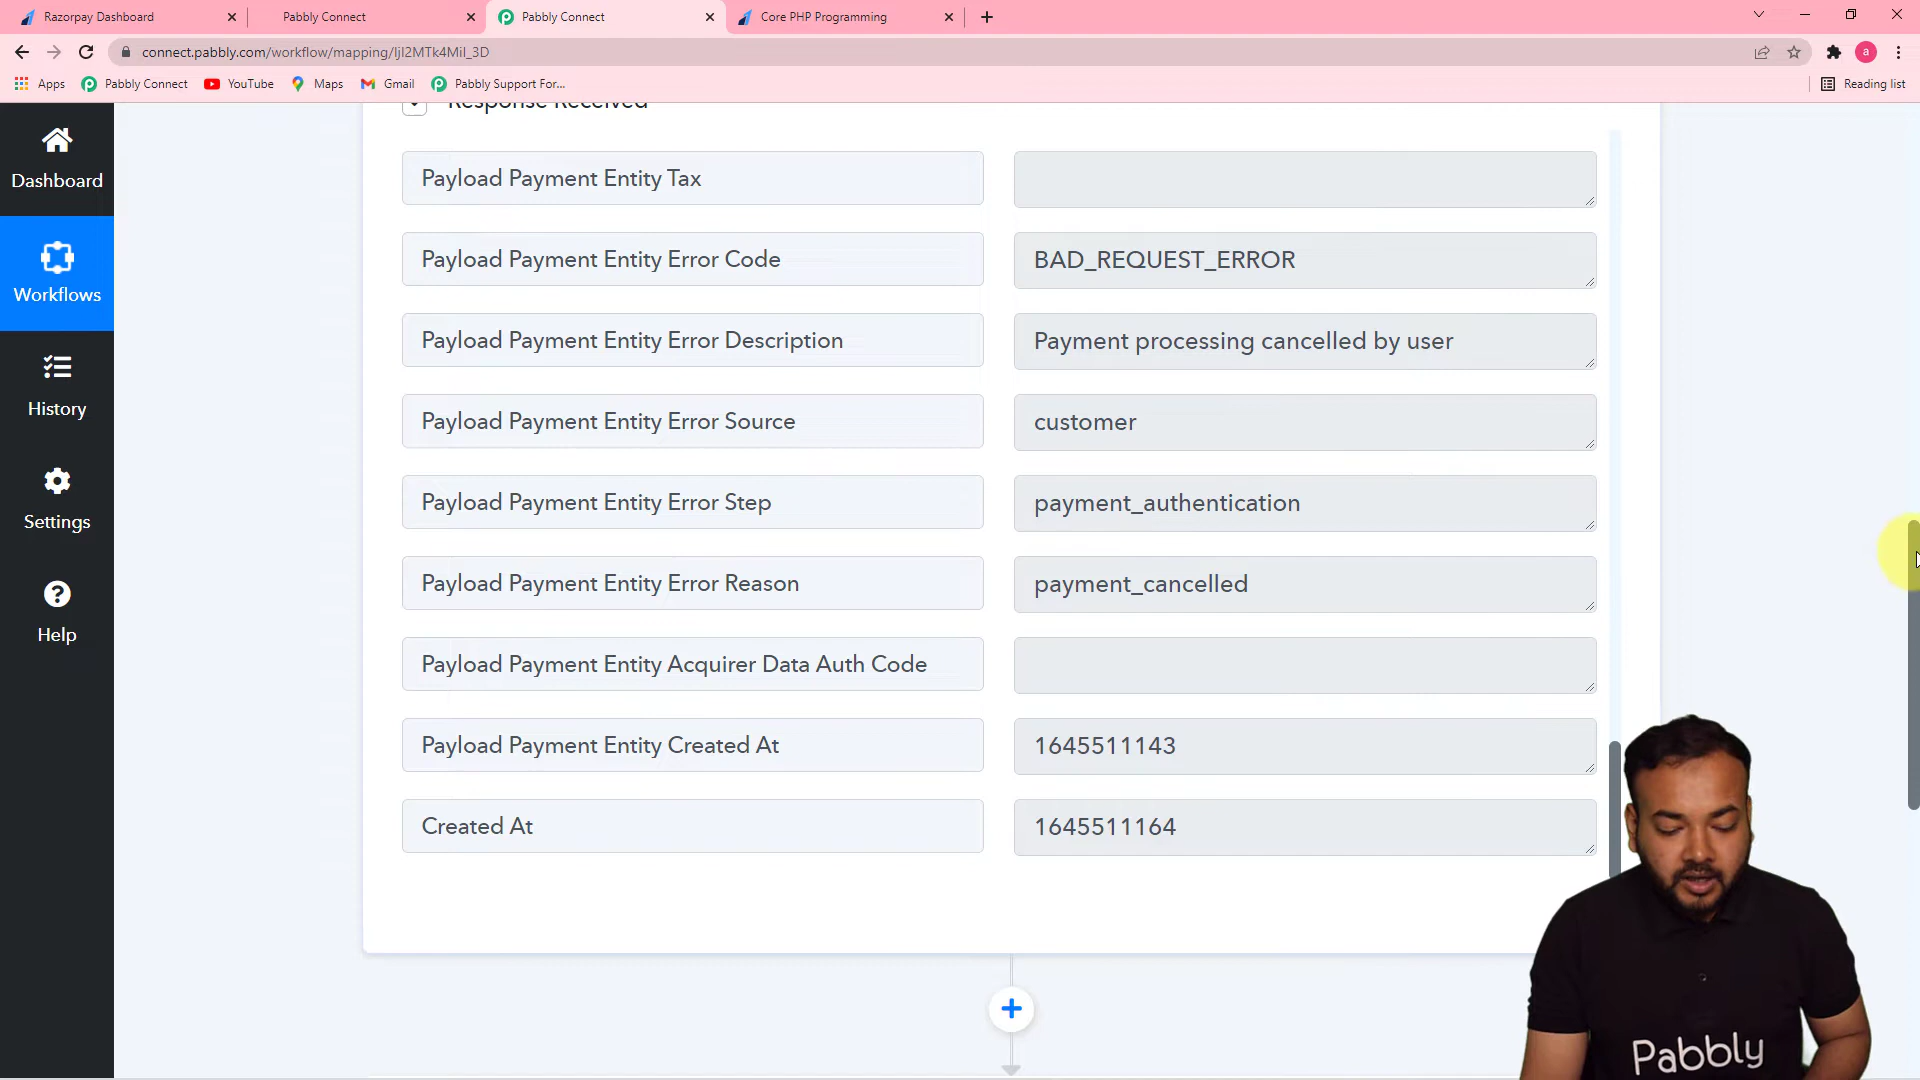 Razorpay Dashboard
Pabbly Connect
Pabbly Connect
Core PHP Programming
connect.pabbly.com/workflow/mapping/IjI2MTk4MiI_3D
a
Apps
Pabbly Connect
YouTube
Maps
Gmail
Pabbly Support For...
Reading list
Response Received
Dashboard
Workflows
History
Settings
Help
Payload Payment Entity Tax
Payload Payment Entity Error Code
BAD_REQUEST_ERROR
Payload Payment Entity Error Description
Payment processing cancelled by user
Payload Payment Entity Error Source
customer
Payload Payment Entity Error Step
payment_authentication
Payload Payment Entity Error Reason
payment_cancelled
Payload Payment Entity Acquirer Data Auth Code
Payload Payment Entity Created At
1645511143
Created At
1645511164
Pabbly